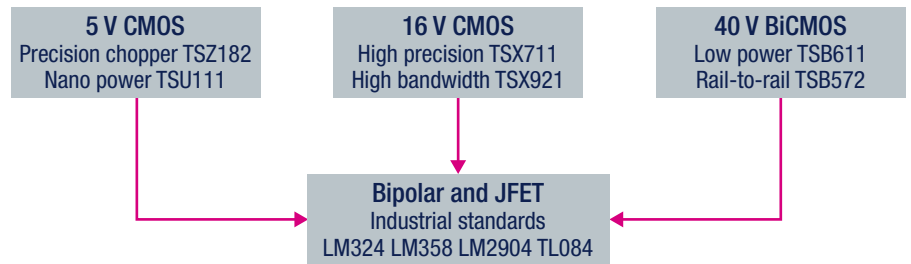 5 V CMOS
Precision chopper TSZ182
Nano power TSU111
16 V CMOS
High precision TSX711
High bandwidth TSX921
40 V BiCMOS
Low power TSB611
Rail-to-rail TSB572
Bipolar and JFET
Industrial standards
LM324 LM358 LM2904 TL084